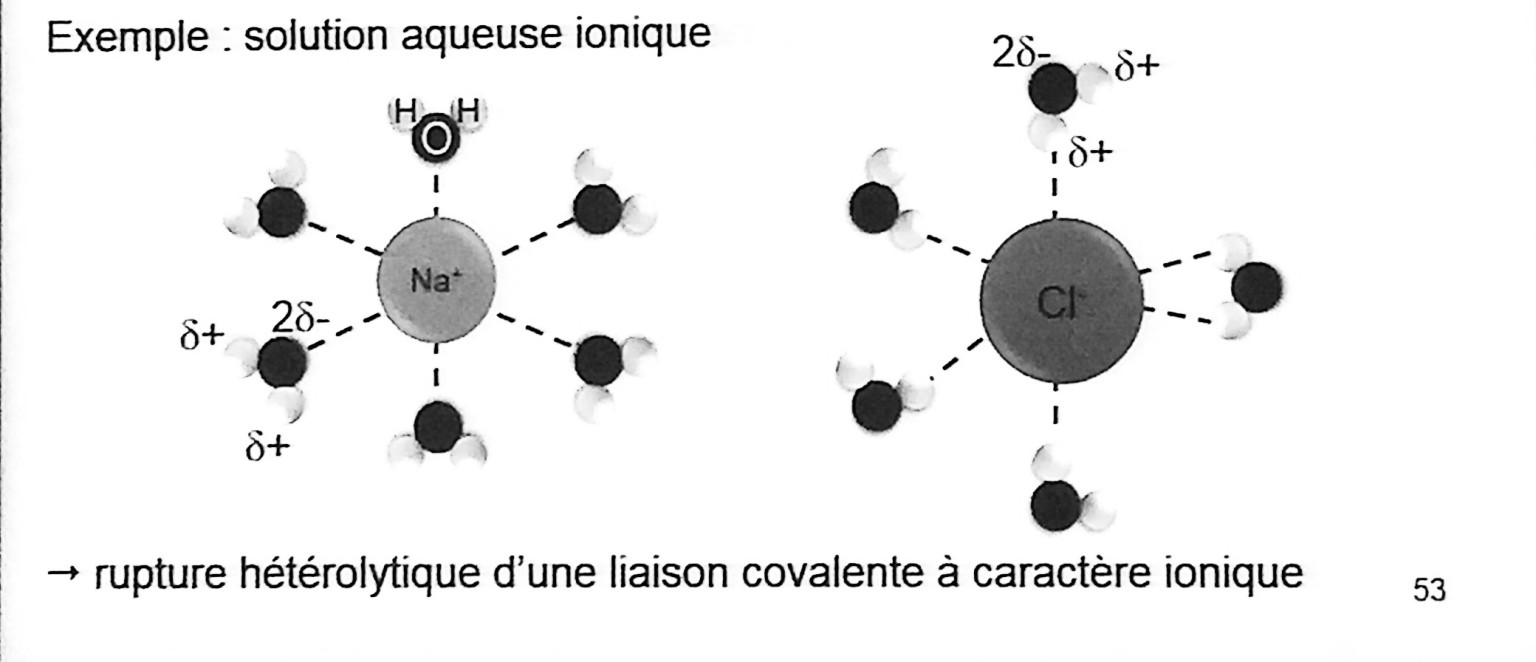 Exemple : solution aqueuse ionique
2δ-
δ+
H H
O
δ+
Na⁺
Cl⁻
2δ-
δ+
δ+
→ rupture hétérolytique d'une liaison covalente à caractère ionique
53